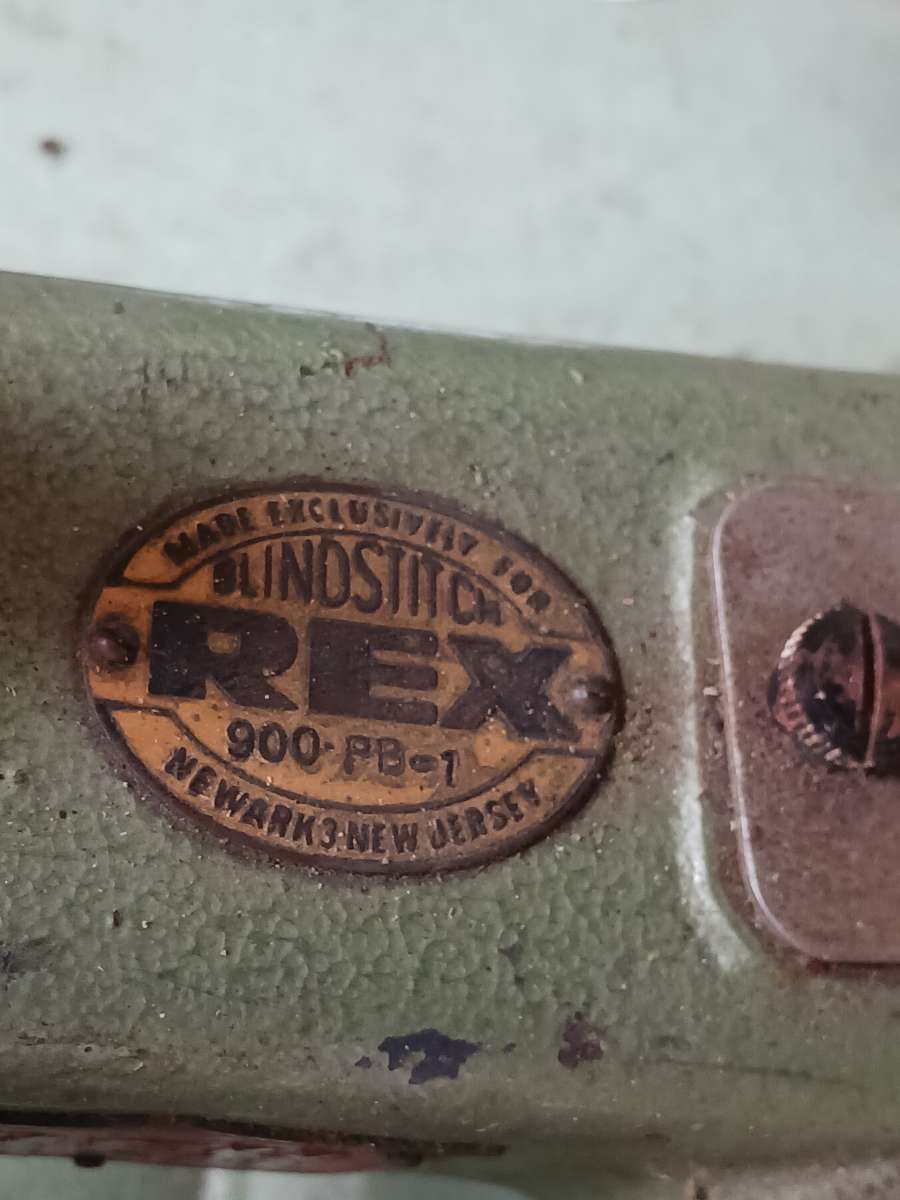 MADE EXCLUSIVELY FOR
BLINDSTITCH
REX
900-PB-1
NEWARK 3·NEW JERSEY